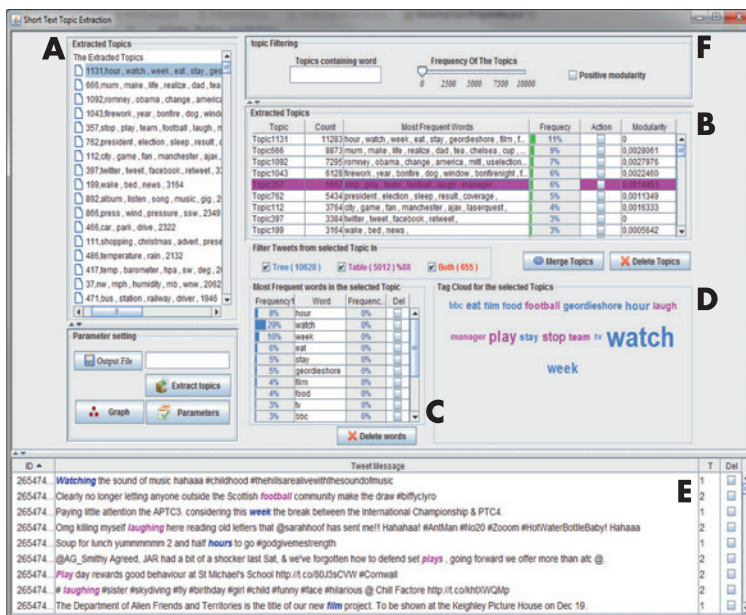 Short Text Topic Extraction
A
Extracted Topics
The Extracted Topics
1131,hour , watch , week , eat , stay , geo
666,mum , make , life , realize , dad , tea
1092,romney , obama , change , americ
1043,firework , year , bonfire , dog , windo
357,stop , play , team , football , laugh , m
762,president , election , sleep , result , c
112,city , game , fan , manchester , ajax ,
397,twitter , tweet , facebook , retweet , 33
199,wake , bed , news , 3164
892,album , listen , song , music , gig , 2
866,press , wind , pressure , ssw , 2349
466,car , park , drive , 2322
111,shopping , christmas , advert , prese
486,temperature , rain , 2132
417,temp , barometer , hpa , sw , deg , 2
37,nw , mph , humidity , mb , wnw , 2062
471,bus , station , railway , driver , 1946
Parameter setting
Output File
Extract topics
Graph
Parameters
F
topic Filtering
Topics containing word
Frequency Of The Topics
0 2500 5000 7500 10000
Positive modularity
B
Extracted Topics
Topic Count Most Frequent Words Frequecy Action Modularity
Topic1131 11283 hour , watch , week , eat , stay , geordieshore , film , f... 11% 0
Topic666 8873 mum , make , life , realize , dad , tea , chelsea , cup , ... 9% 0,0028061
Topic1092 7295 romney , obama , change , america , mitt , uselection... 7% 0,0027976
Topic1043 6128 firework , year , bonfire , dog , window , bonfirenight , f... 6% 0,0022460
Topic357 stop , play , team , football , laugh , manager , 6%
Topic762 5434 president , election , sleep , result , coverage , 5% 0,0011349
Topic112 3764 city , game , fan , manchester , ajax , laserquest , 4% 0,0016333
Topic397 3384 twitter , tweet , facebook , retweet , 3% 0
Topic199 3164 wake , bed , news , 3% 0,0005642
Filter Tweets from selected Topic In
Tree ( 10628 ) Table ( 5012 ) %88 Both ( 655 )
Merge Topics
Delete Topics
Most Frequent words in the selected Topic
Frequency1 Word Frequenc... Del
8% hour 0%
29% watch 0%
10% week 0%
6% eat 0%
5% stay 0%
5% geordieshore 0%
4% film 0%
4% food 0%
3% tv 0%
3% bbc 0%
C
Delete words
D
Tag Cloud for the selected Topics
bbc eat film food football geordieshore hour laugh
manager play stay stop team tv watch
week
E
ID Tweet Message T Del
265474... Watching the sound of music hahaaa #childhood #thehillsarealivewiththesoundofmusic 1
265474... Clearly no longer letting anyone outside the Scottish football community make the draw #biffyclyro 2
265474... Paying little attention the APTC3. considering this week the break between the International Championship & PTC4. 1
265474... Omg killing myself laughing here reading old letters that @sarahhoof has sent me!! Hahahaa! #AntMan #No20 #Zooom #HotWaterBottleBaby! Hahaaa 2
265474... Soup for lunch yummmmmm 2 and half hours to go #godgivemestrength 1
265474... @AG_Smithy Agreed, JAR had a bit of a shocker last Sat, & we've forgotten how to defend set plays , going forward we offer more than afc @. 2
265474... Play day rewards good behaviour at St Michael's School http://t.co/80J3sCVW #Cornwall 2
265474... # laughing #sister #skydiving #fly #birthday #girl #child #funny #face #hilarious @ Chill Factore http://t.co/khtXWQMp 2
265474... The Department of Alien Friends and Territories is the title of our new film project. To be shown at the Keighley Picture House on Dec 19. 1